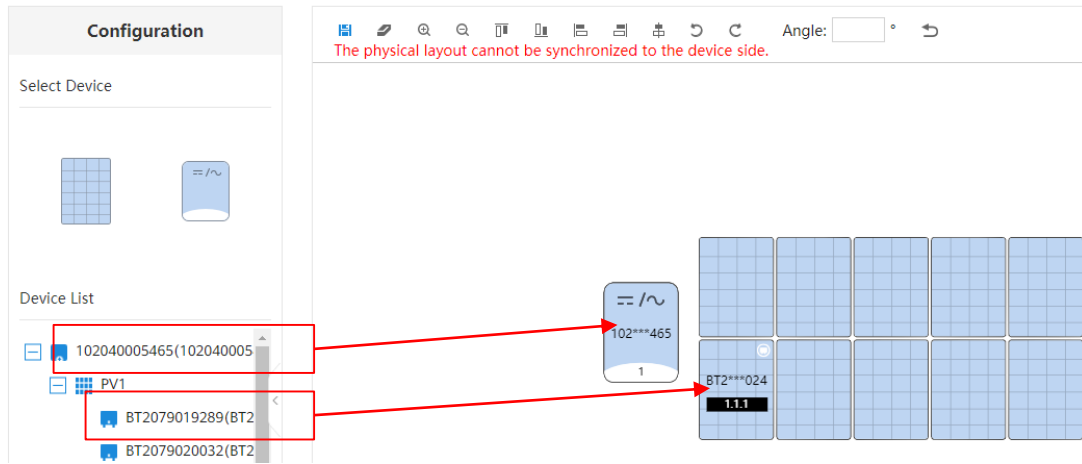 Configuration
Select Device
Device List
102040005465(102040005
PV1
BT2079019289(BT2
BT2079020032(BT2
Angle: °
The physical layout cannot be synchronized to the device side.
102***465
1
BT2***024
1.1.1